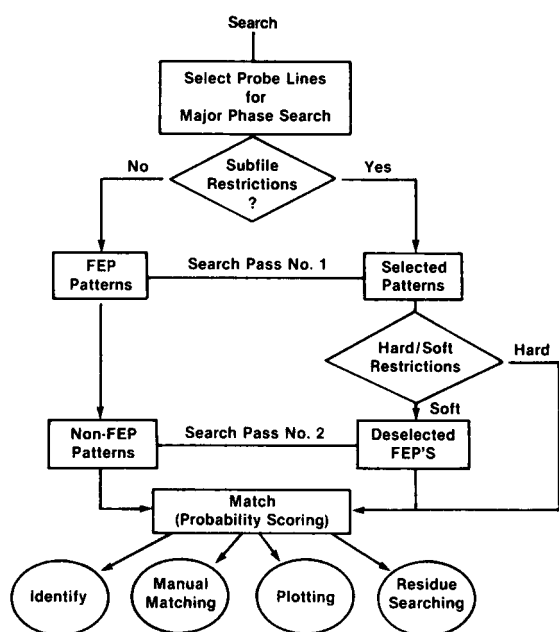 Search
Select Probe Lines
for
Major Phase Search
No
Subfile
Restrictions
?
Yes
FEP
Patterns
Search Pass No. 1
Selected
Patterns
Hard/Soft
Restrictions
Hard
Soft
Non-FEP
Patterns
Search Pass No. 2
Deselected
FEP'S
Match
(Probability Scoring)
Identify
Manual
Matching
Plotting
Residue
Searching